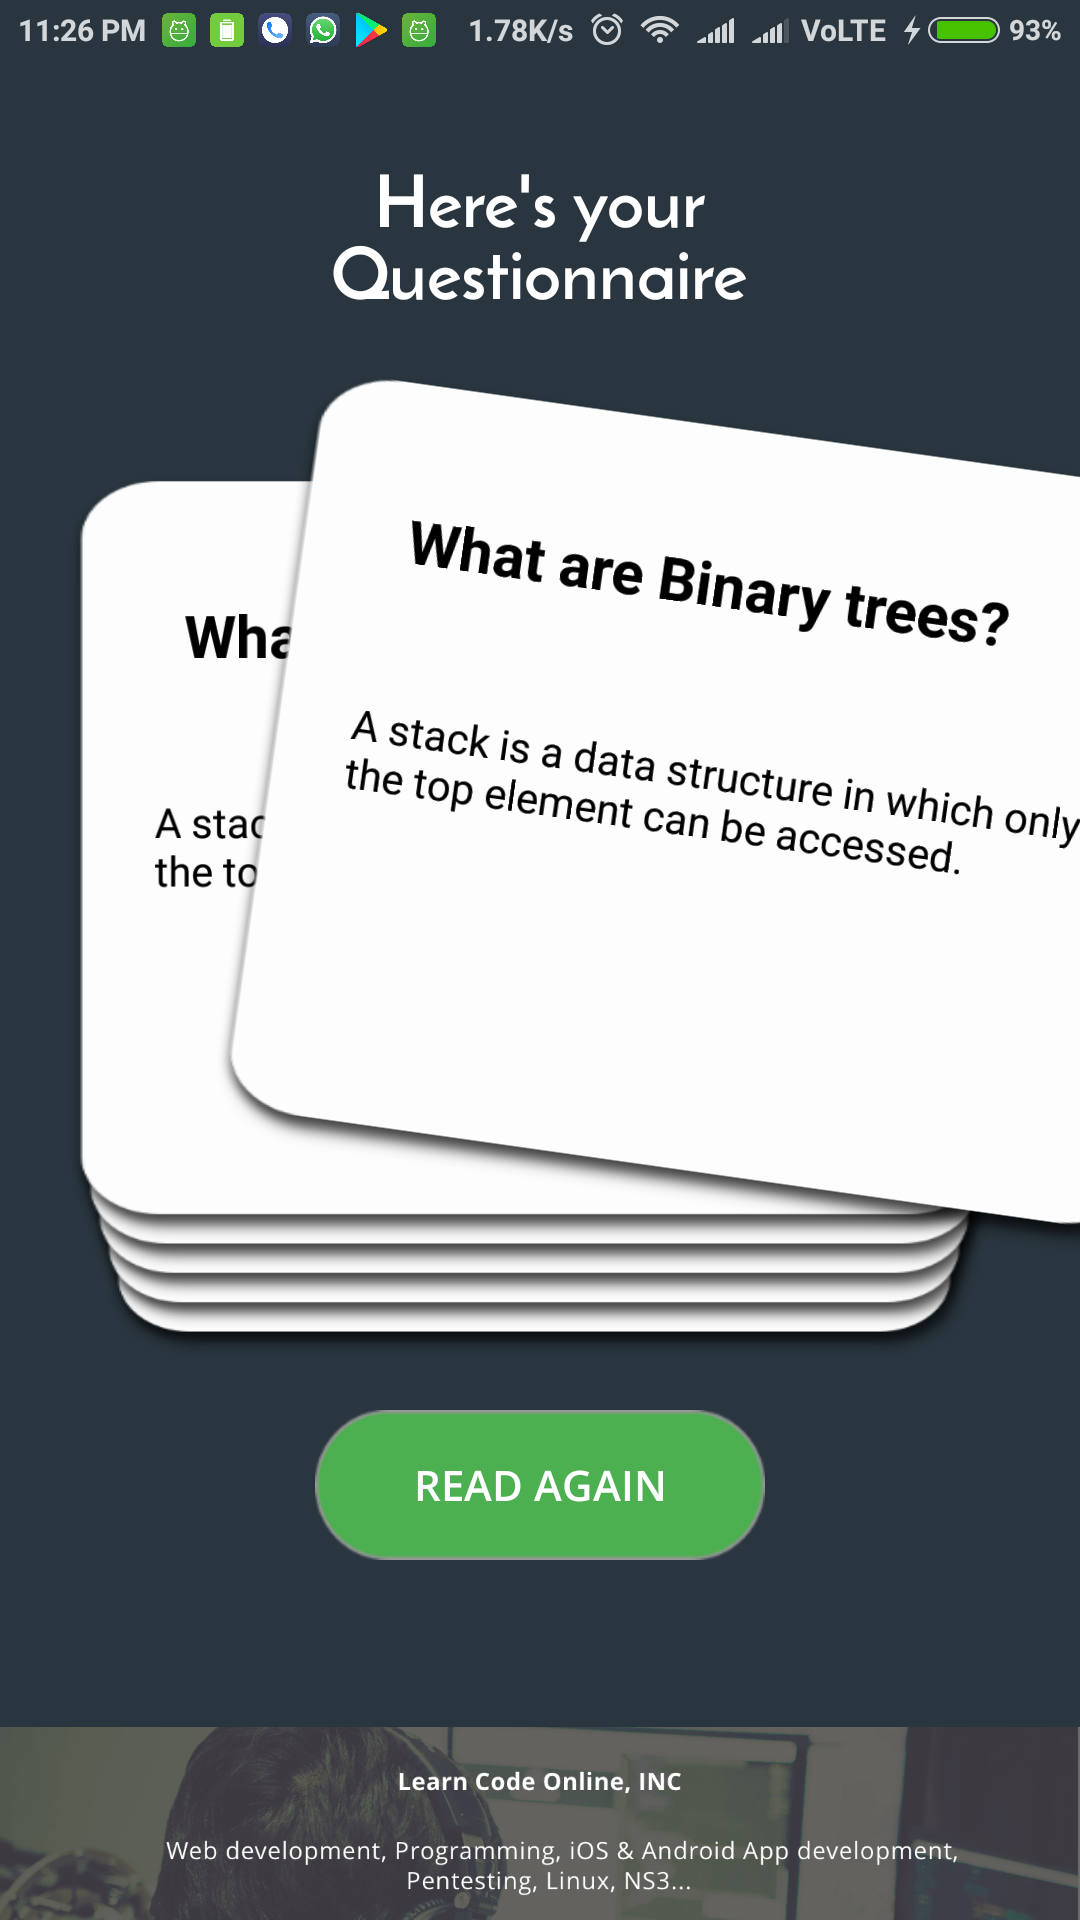 11:26 PM 1.78K/s VoLTE 93%
Here's your
Questionnaire
What are Binary trees?
A stack is a data structure in which only
the top element can be accessed.
Wha
A stac
the to
READ AGAIN
Learn Code Online, INC
Web development, Programming, iOS & Android App development,
Pentesting, Linux, NS3...